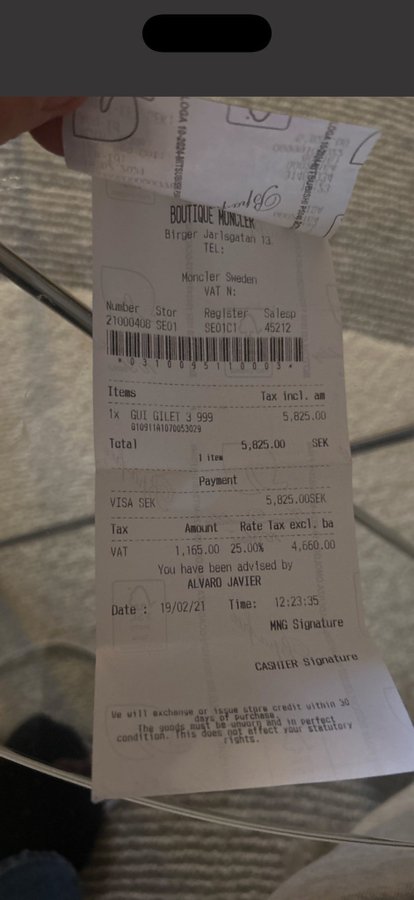 BOUTIQUE MONCLER
Birger Jarlsgatan 13.
TEL:
Moncler Sweden
VAT N:
Number Stor Register Salesp
21000408 SE01 SE01C1 45212
*0310095110003*
Items Tax incl. am
1x GUI GILET 3 999 5,825.00
010911A1070053029
Total 5,825.00 SEK
1 item
Payment
VISA SEK 5,825.00SEK
Tax Amount Rate Tax excl. ba
VAT 1,165.00 25.00% 4,660.00
You have been advised by
ALVARO JAVIER
Date : 19/02/21 Time: 12:23:35
MNG Signature
CASHIER Signature
We will exchange or issue store credit within 30
days of purchase.
The goods must be unworn and in perfect
condition. This does not affect your statutory
rights.